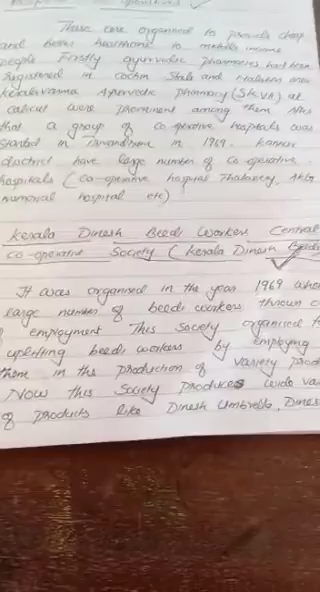 These are organised to provide cheap
and better healthcare to middle income
people. Firstly ayurvedic pharmacies had been
registered in Cochin State and Malabar area
Keralavarma Ayurvedic pharmacy at
Calicut were prominent among them. After
that a group of co-operative hospitals was
started in Trivandrum in 1969. Kannur
district have large number of Co-operative
hospitals (Co-operative hospital Thalassery, AKG
memorial hospital etc)
Kerala Dinesh Beedi Workers Central
Co-operative Society (Kerala Dinesh Beedi
It was organised in the year 1969 when
large number of beedi workers thrown o
employment This Society organised fo
uplifting beedi workers by employing
them in the production of variety prod
Now this Society produces wide va
of products like Dinesh Umbrella, Dines